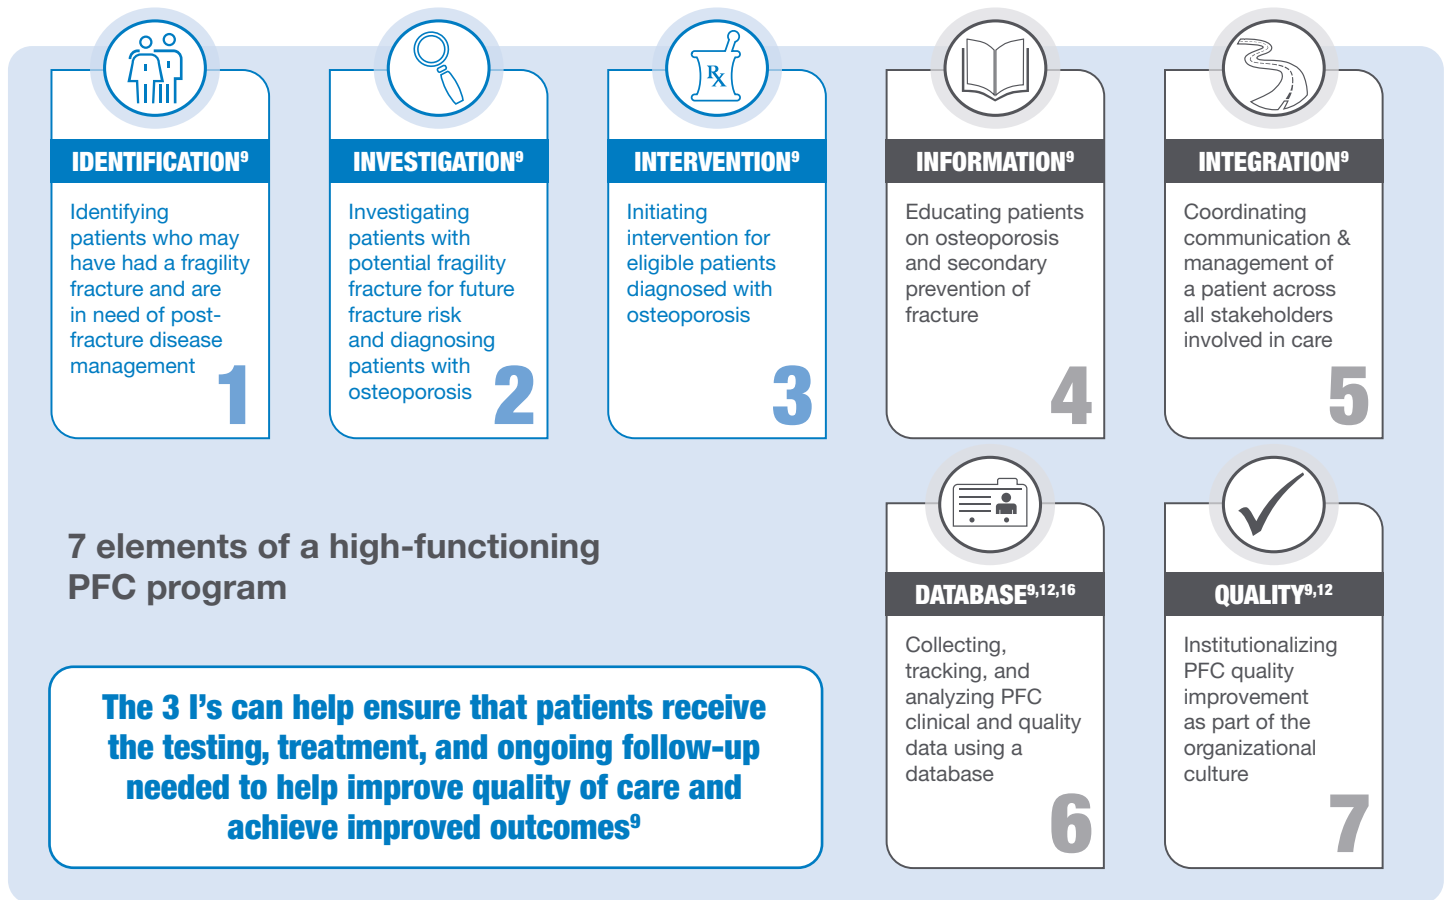 Rx
IDENTIFICATION9
Identifying
patients who may
have had a fragility
fracture and are
in need of post-
fracture disease
management
1
INVESTIGATION9
Investigating
patients with
potential fragility
fracture for future
fracture risk
and diagnosing
patients with
osteoporosis
2
INTERVENTION9
Initiating
intervention for
eligible patients
diagnosed with
osteoporosis
3
INFORMATION9
Educating patients
on osteoporosis
and secondary
prevention of
fracture
4
INTEGRATION9
Coordinating
communication &
management of
a patient across
all stakeholders
involved in care
5
7 elements of a high-functioning
PFC program
The 3 I’s can help ensure that patients receive
the testing, treatment, and ongoing follow-up
needed to help improve quality of care and
achieve improved outcomes9
DATABASE9,12,16
Collecting,
tracking, and
analyzing PFC
clinical and quality
data using a
database
6
QUALITY9,12
Institutionalizing
PFC quality
improvement
as part of the
organizational
culture
7